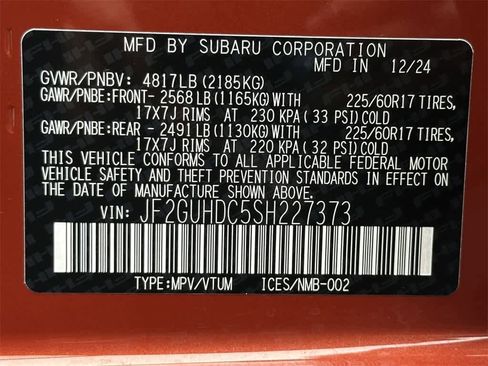 MFD BY SUBARU CORPORATION
MFD IN 12/24
GVWR/PNBV: 4817LB (2185KG)
GAWR/PNBE:FRONT- 2568 LB (1165KG) WITH 225/60R17 TIRES,
17X7J RIMS AT 230 KPA ( 33 PSI) COLD
GAWR/PNBE:REAR - 2491 LB (1130KG) WITH 225/60R17 TIRES,
17X7J RIMS AT 220 KPA ( 32 PSI) COLD
THIS VEHICLE CONFORMS TO ALL APPLICABLE FEDERAL MOTOR
VEHICLE SAFETY AND THEFT PREVENTION STANDARDS IN EFFECT ON
THE DATE OF MANUFACTURE SHOWN ABOVE.
VIN: JF2GUHDC5SH227373
TYPE:MPV/VTUM ICES/NMB-002